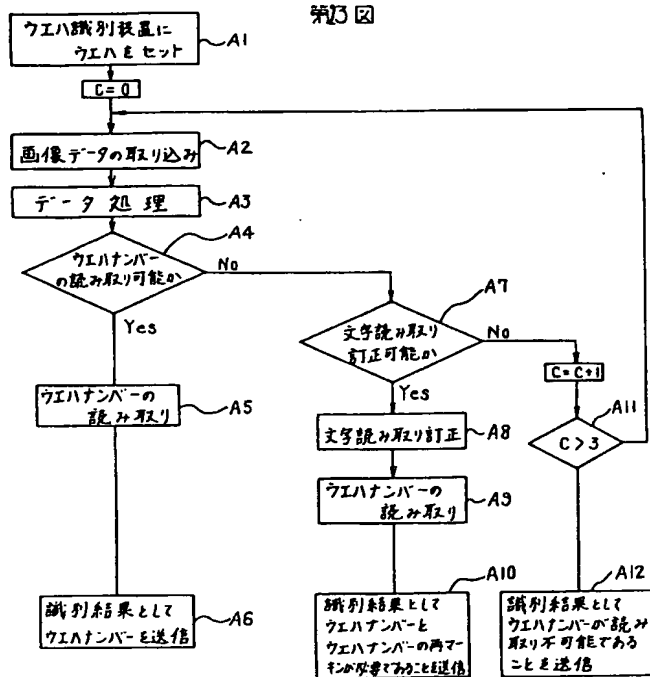 第23図
ウエハ識別装置に
ウエハをセット
A1
C=0
画像データの取り込み
A2
データ処理
A3
A4
ウエハナンバー
の読み取り可能か
No
Yes
A7
文字読み取り
訂正可能か
No
Yes
C=C+1
A11
C>3
ウエハナンバーの
読み取り
A5
文字読み取り訂正
A8
ウエハナンバーの
読み取り
A9
識別結果として
ウエハナンバーを送信
A6
A10
識別結果として
ウエハナンバーと
ウエハナンバーの再マー
キングが必要であることを送信
A12
識別結果として
ウエハナンバーが読み
取り不可能である
ことを送信